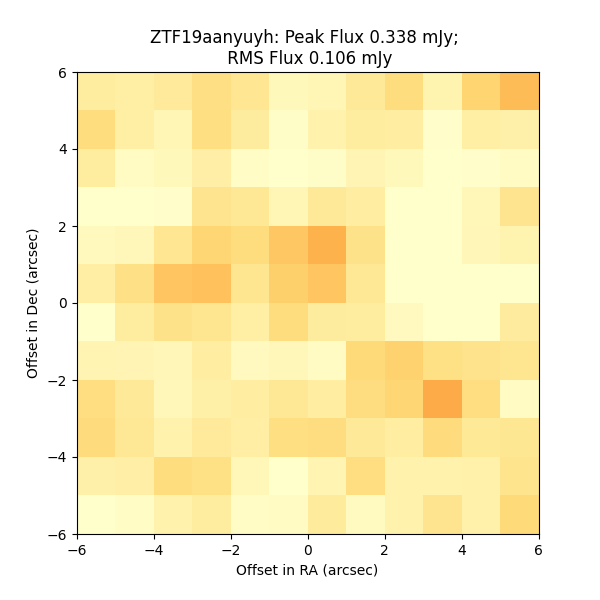 ZTF19aanyuyh: Peak Flux 0.338 mJy;
RMS Flux 0.106 mJy
6
4
2
0
−2
−4
−6
Offset in Dec (arcsec)
−6 −4 −2 0 2 4 6
Offset in RA (arcsec)